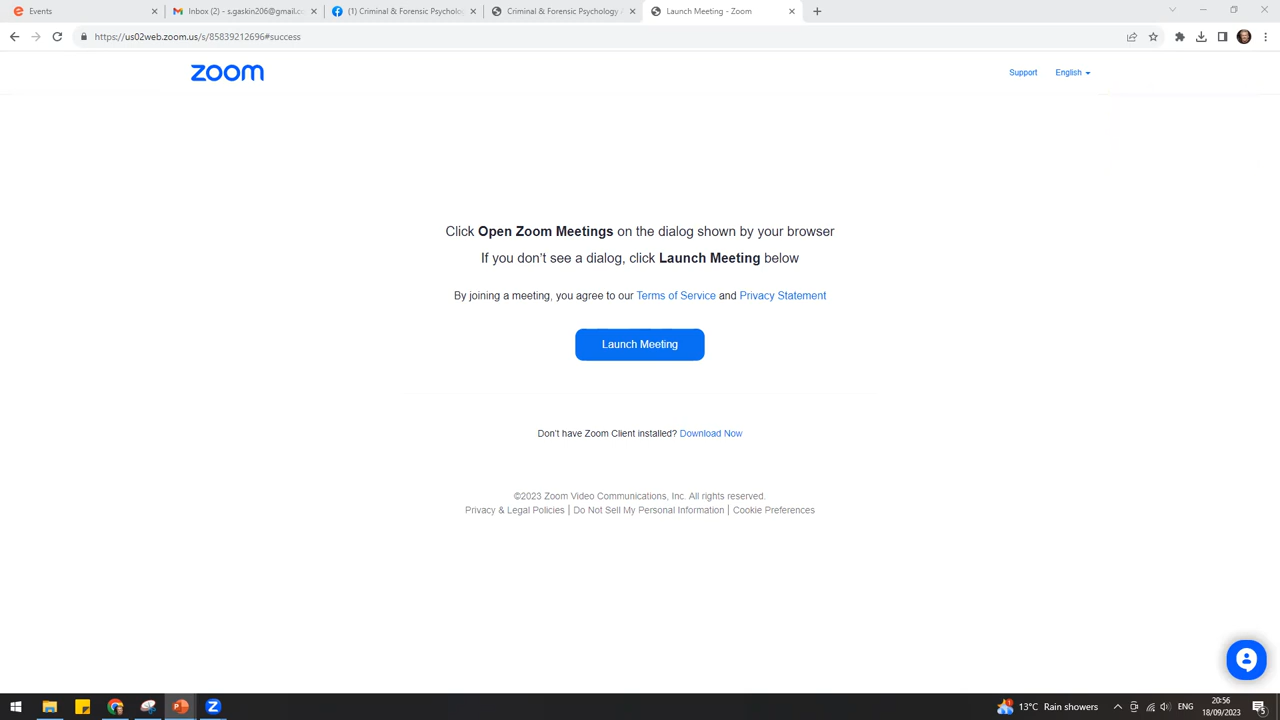 Events
Inbox (2) - s.gaskin206@gmail.co
(1) Criminal & Forensic Psycholog
Criminal & Forensic Psychology A
Launch Meeting - Zoom
https://us02web.zoom.us/s/85839212696#success
zoom
Support
English
Click Open Zoom Meetings on the dialog shown by your browser
If you don't see a dialog, click Launch Meeting below
By joining a meeting, you agree to our Terms of Service and Privacy Statement
Launch Meeting
Don't have Zoom Client installed? Download Now
©2023 Zoom Video Communications, Inc. All rights reserved.
Privacy & Legal Policies | Do Not Sell My Personal Information | Cookie Preferences
13°C Rain showers
ENG
20:56
18/09/2023